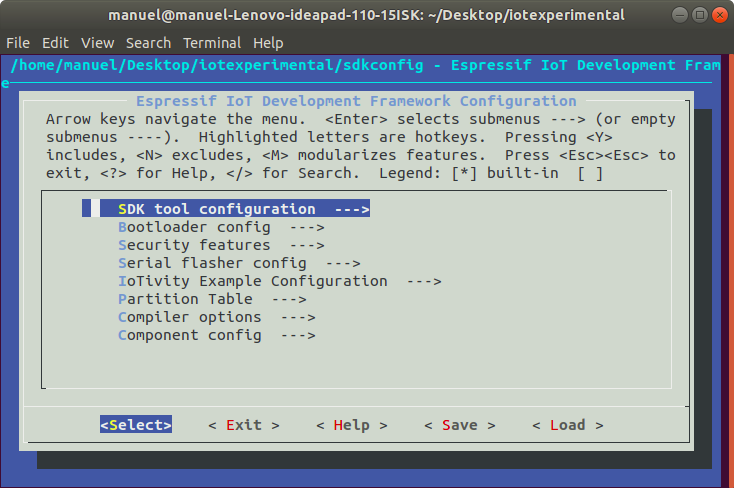 manuel@manuel-Lenovo-ideapad-110-15ISK: ~/Desktop/iotexperimental
File Edit View Search Terminal Help
/home/manuel/Desktop/iotexperimental/sdkconfig - Espressif IoT Development Fram
e
Espressif IoT Development Framework Configuration
Arrow keys navigate the menu.  <Enter> selects submenus ---> (or empty
submenus ----).  Highlighted letters are hotkeys.  Pressing <Y>
includes, <N> excludes, <M> modularizes features.  Press <Esc><Esc> to
exit, <?> for Help, </> for Search.  Legend: [*] built-in  [ ]
SDK tool configuration  --->
Bootloader config  --->
Security features  --->
Serial flasher config  --->
IoTivity Example Configuration  --->
Partition Table  --->
Compiler options  --->
Component config  --->
<Select>    < Exit >    < Help >    < Save >    < Load >